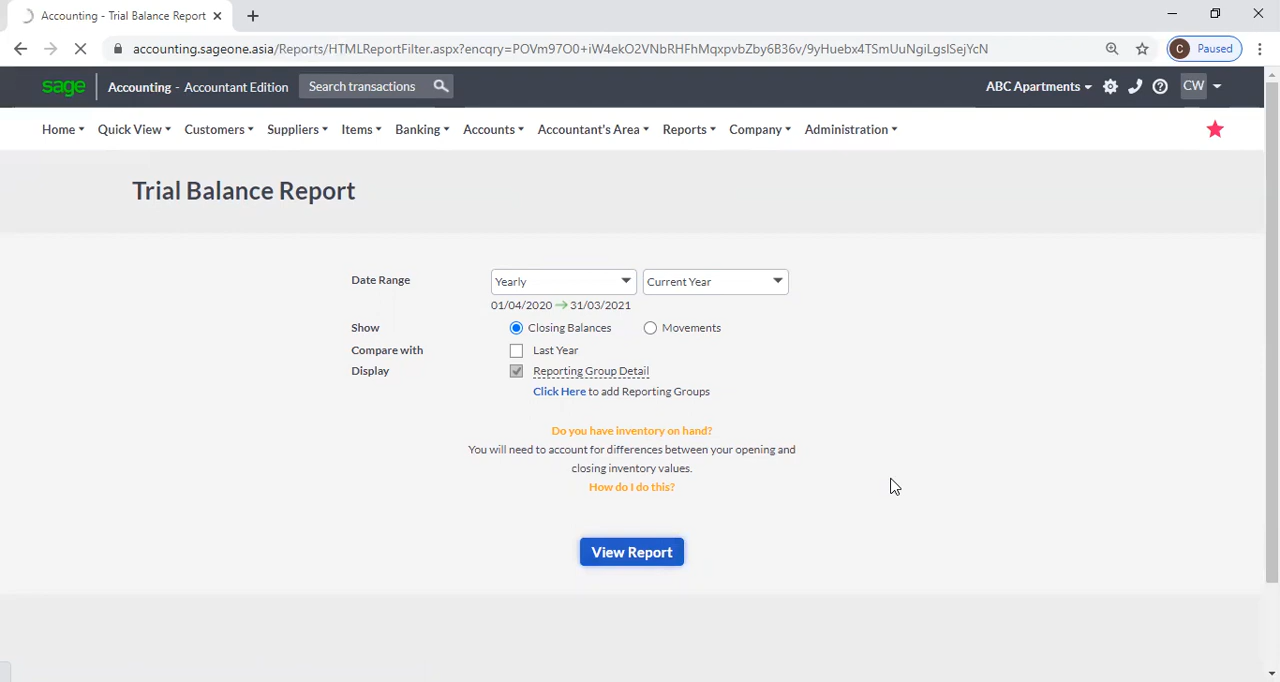 Accounting - Trial Balance Report
accounting.sageone.asia/Reports/HTMLReportFilter.aspx?encqry=POVm97O0+iW4ekO2VNbRHFhMqxpvbZby6B36v/9yHuebx4TSmUuNgiLgsISejYcN
C Paused
sage Accounting - Accountant Edition Search transactions ABC Apartments CW
Home Quick View Customers Suppliers Items Banking Accounts Accountant's Area Reports Company Administration
Trial Balance Report
Date Range Yearly Current Year
01/04/2020 → 31/03/2021
Show Closing Balances Movements
Compare with Last Year
Display Reporting Group Detail
Click Here to add Reporting Groups
Do you have inventory on hand?
You will need to account for differences between your opening and
closing inventory values.
How do I do this?
View Report